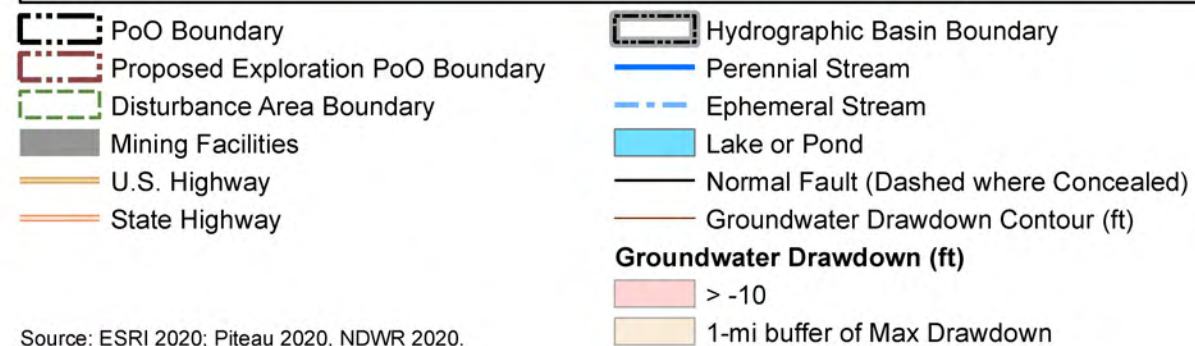 PoO Boundary
Proposed Exploration PoO Boundary
Disturbance Area Boundary
Mining Facilities
U.S. Highway
State Highway
Hydrographic Basin Boundary
Perennial Stream
Ephemeral Stream
Lake or Pond
Normal Fault (Dashed where Concealed)
Groundwater Drawdown Contour (ft)
Groundwater Drawdown (ft)
> -10
1-mi buffer of Max Drawdown
Source: ESRI 2020; Piteau 2020, NDWR 2020.